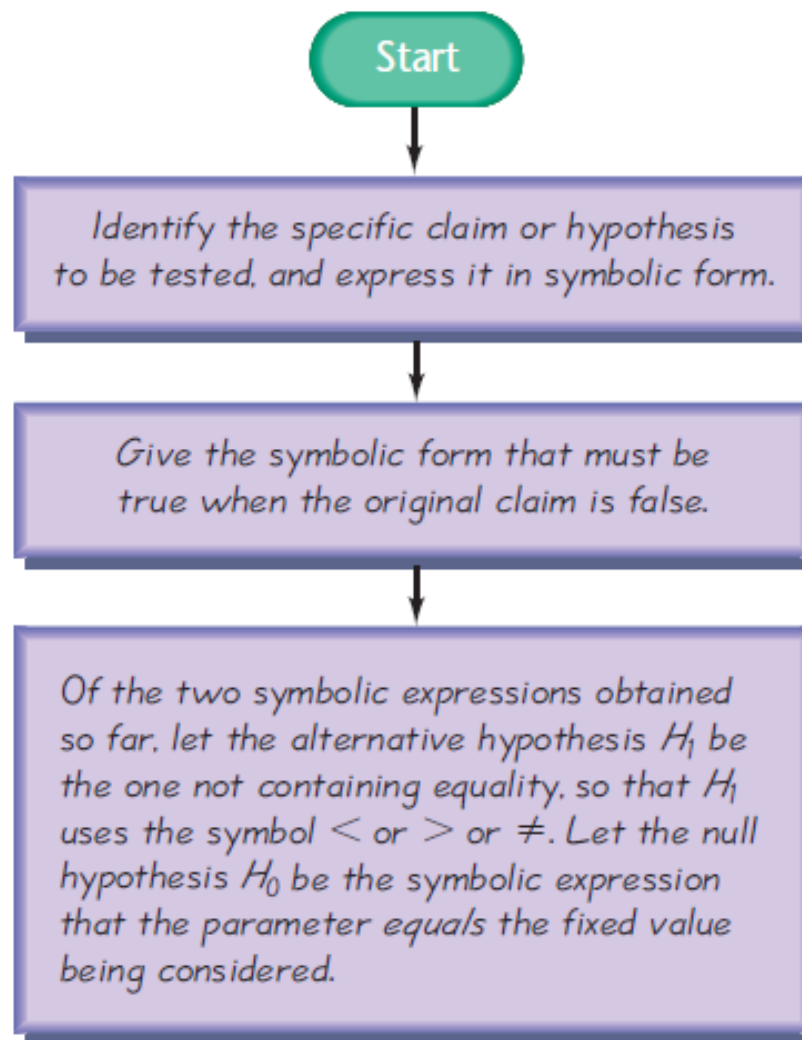 Start
Identify the specific claim or hypothesis
to be tested, and express it in symbolic form.
Give the symbolic form that must be
true when the original claim is false.
Of the two symbolic expressions obtained
so far, let the alternative hypothesis H₁ be
the one not containing equality, so that H₁
uses the symbol < or > or ≠. Let the null
hypothesis H₀ be the symbolic expression
that the parameter equals the fixed value
being considered.